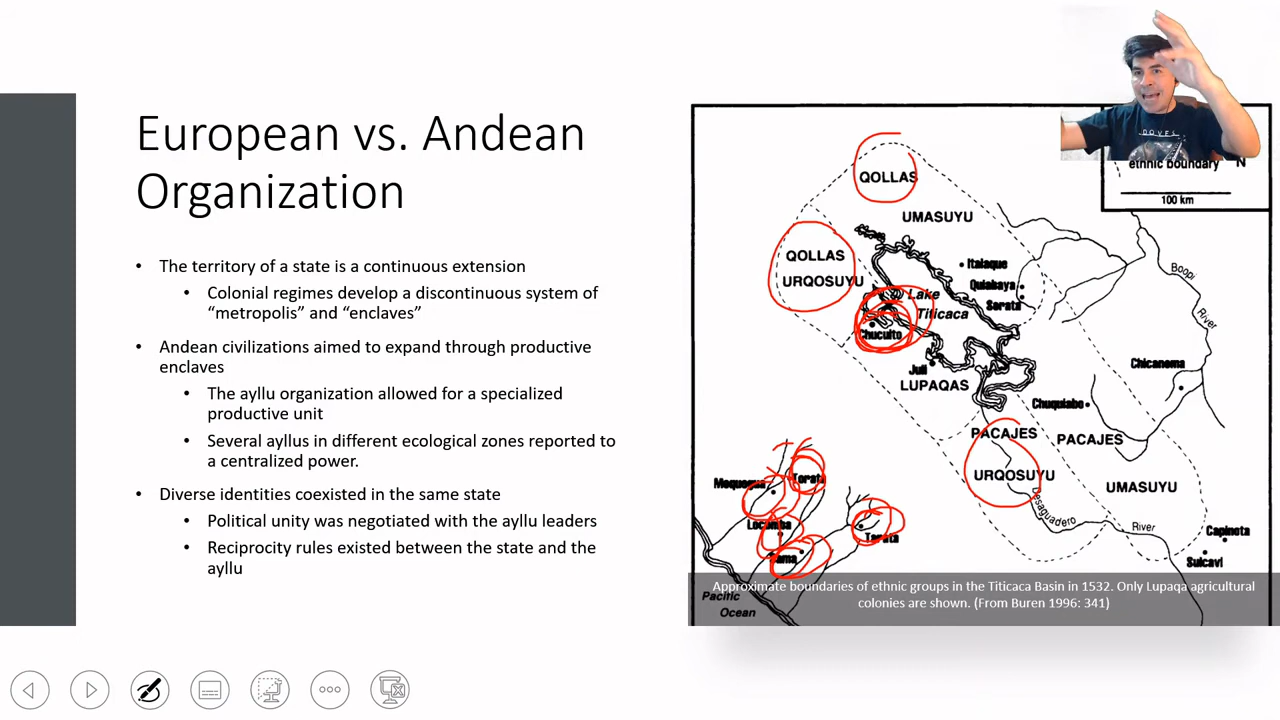 European vs. Andean
Organization
• The territory of a state is a continuous extension
• Colonial regimes develop a discontinuous system of
“metropolis” and “enclaves”
• Andean civilizations aimed to expand through productive
enclaves
• The ayllu organization allowed for a specialized
productive unit
• Several ayllus in different ecological zones reported to
a centralized power.
• Diverse identities coexisted in the same state
• Political unity was negotiated with the ayllu leaders
• Reciprocity rules existed between the state and the
ayllu
DOVES
ethnic boundary N
100 km
QOLLAS
UMASUYU
QOLLAS
URQOSUYU
Italaque
Quiabaya
Sorata
Boopi
River
Lake
Titicaca
Chucuito
Juli
LUPAQAS
Chicanoma
Chuquiabo
PACAJES
PACAJES
URQOSUYU
UMASUYU
Desaguadero
River
Capinota
Suicavi
Moquegua
Torata
Locumba
Sama
Tarata
Pacific
Ocean
Approximate boundaries of ethnic groups in the Titicaca Basin in 1532. Only Lupaqa agricultural
colonies are shown. (From Buren 1996: 341)